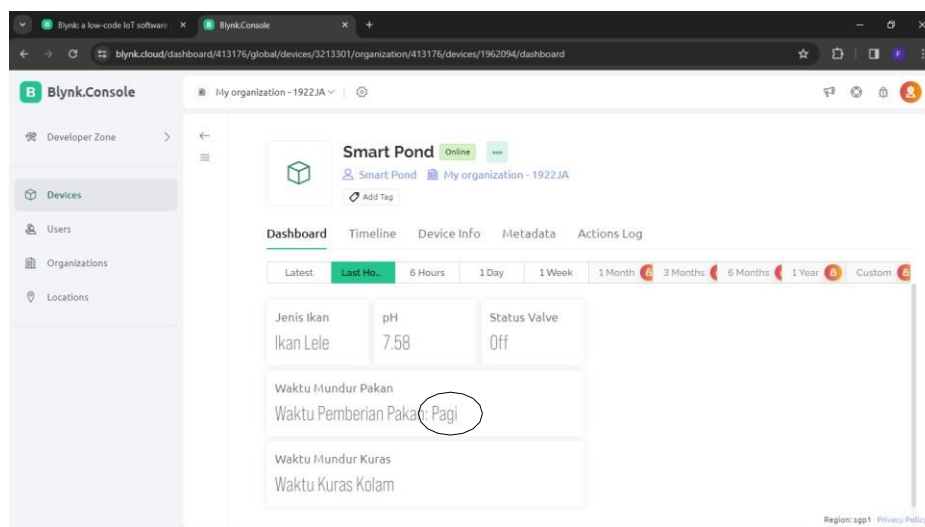 Blynk: a low-code IoT software
Blynk.Console
blynk.cloud/dashboard/413176/global/devices/3213301/organization/413176/devices/1962094/dashboard
F
B Blynk.Console
My organization - 1922JA
Developer Zone
Devices
Users
Organizations
Locations
Smart Pond Online
Smart Pond My organization - 1922JA
Add Tag
Dashboard Timeline Device Info Metadata Actions Log
Latest Last Ho.. 6 Hours 1 Day 1 Week 1 Month 3 Months 6 Months 1 Year Custom
Jenis Ikan pH Status Valve
Ikan Lele 7.58 Off
Waktu Mundur Pakan
Waktu Pemberian Pakan: Pagi
Waktu Mundur Kuras
Waktu Kuras Kolam
Region: sgp1 Privacy Policy